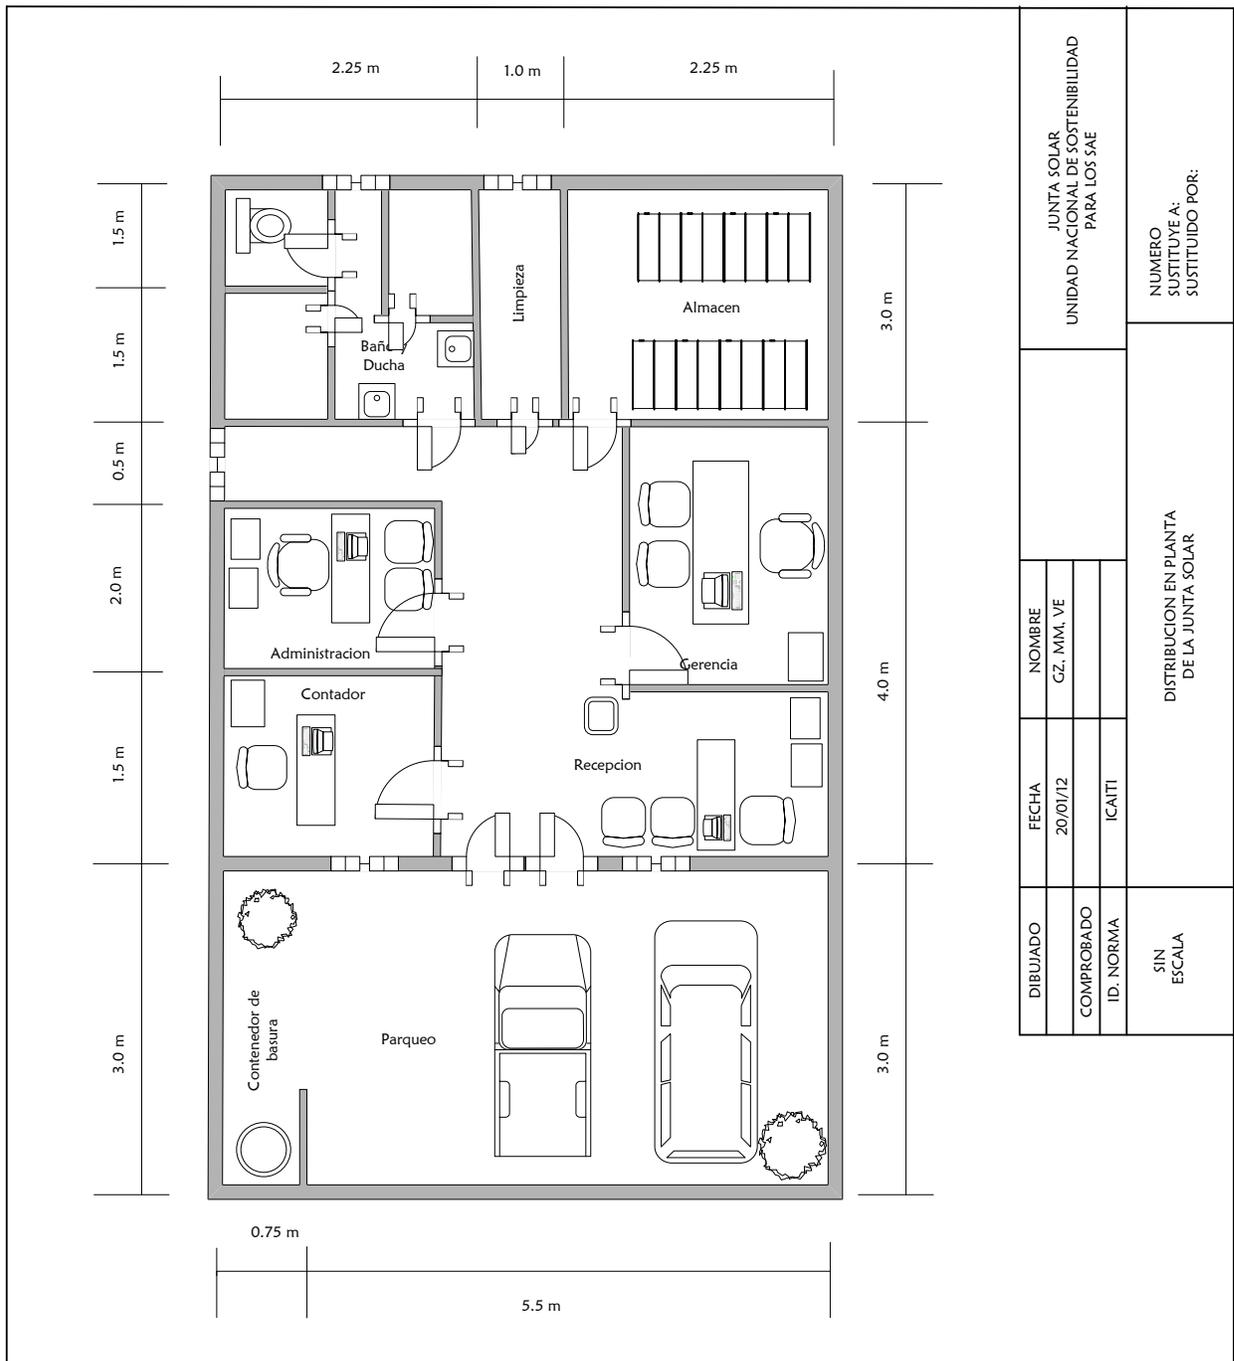 2.25 m
1.0 m
2.25 m
1.5 m
1.5 m
0.5 m
2.0 m
1.5 m
3.0 m
3.0 m
4.0 m
3.0 m
Limpieza
Almacen
Baño y
Ducha
Administracion
Contador
Gerencia
Recepcion
Contenedor de
basura
Parqueo
0.75 m
5.5 m
JUNTA SOLAR
UNIDAD NACIONAL DE SOSTENIBILIDAD
PARA LOS SAE
NUMERO
SUSTITUYE A:
SUSTITUIDO POR:
DIBUJADO
FECHA
NOMBRE
20/01/12
GZ, MM, VE
COMPROBADO
ID. NORMA
ICAITI
SIN
ESCALA
DISTRIBUCION EN PLANTA
DE LA JUNTA SOLAR